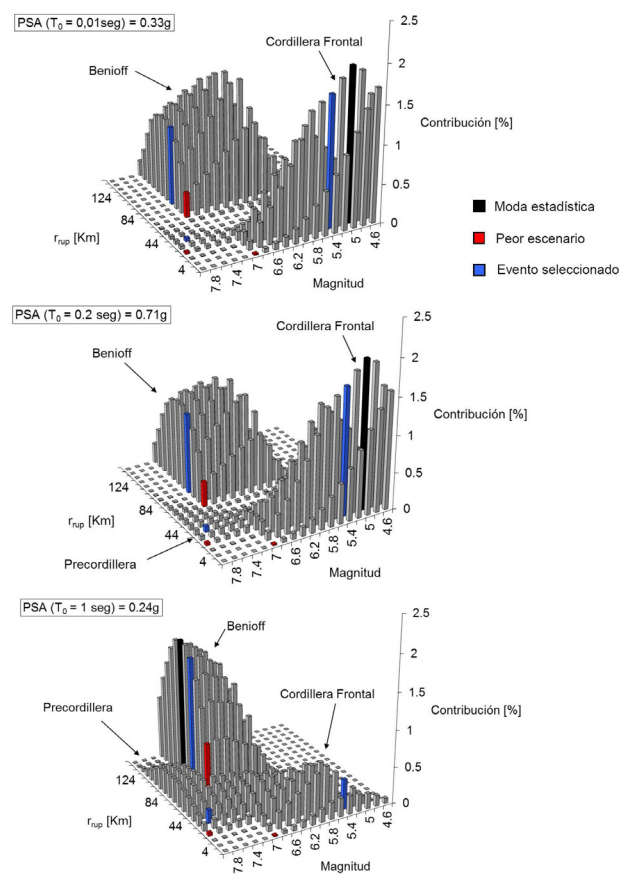 PSA (T0 = 0,01seg) = 0.33g
Benioff
Cordillera Frontal
2.5
2
1.5
1
0.5
0
Contribución [%]
124
84
44
4
rrup [Km]
7.8
7.4
7
6.6
6.2
5.8
5.4
5
4.6
Magnitud
Moda estadística
Peor escenario
Evento seleccionado
PSA (T0 = 0.2 seg) = 0.71g
Benioff
Cordillera Frontal
2.5
2
1.5
1
0.5
0
Contribución [%]
124
84
44
4
rrup [Km]
Precordillera
7.8
7.4
7
6.6
6.2
5.8
5.4
5
4.6
Magnitud
PSA (T0 = 1 seg) = 0.24g
Benioff
Cordillera Frontal
Precordillera
2.5
2
1.5
1
0.5
0
Contribución [%]
124
84
44
4
rrup [Km]
7.8
7.4
7
6.6
6.2
5.8
5.4
5
4.6
Magnitud